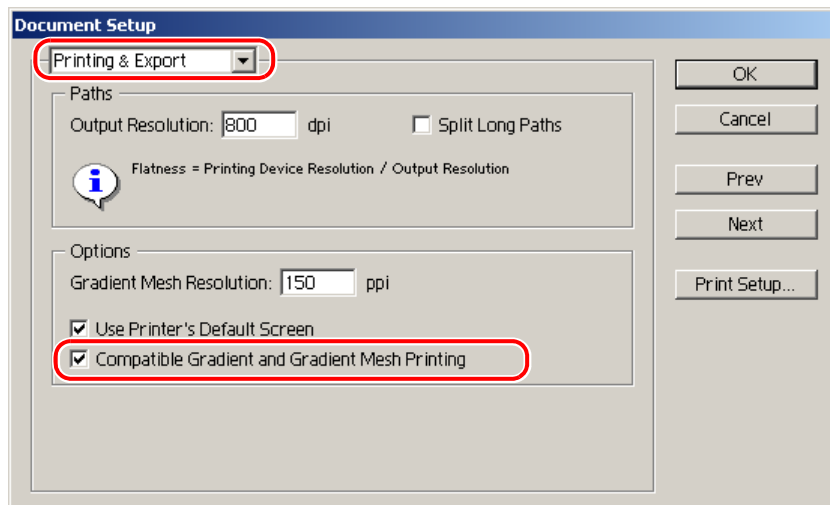 Document Setup
Printing & Export
OK
Paths
Output Resolution: 800 dpi Split Long Paths
Cancel
Flatness = Printing Device Resolution / Output Resolution
Prev
Next
Options
Gradient Mesh Resolution: 150 ppi
Print Setup...
Use Printer's Default Screen
Compatible Gradient and Gradient Mesh Printing